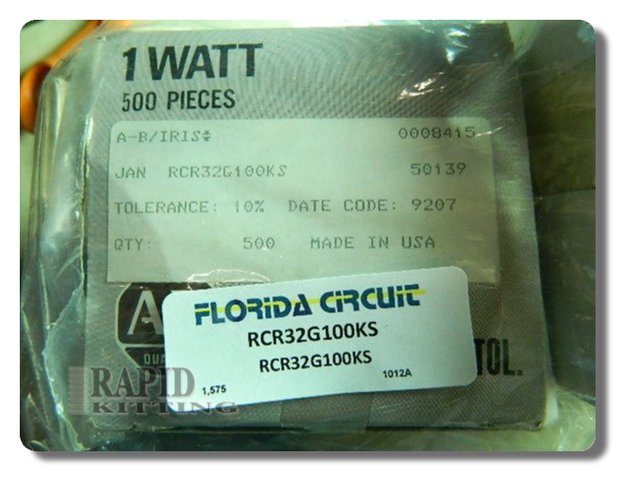 1 WATT
500 PIECES
A-B/IRIS# 0008415
JAN RCR32G100KS 50139
TOLERANCE: 10% DATE CODE: 9207
QTY: 500 MADE IN USA
FLORIDA CIRCUIT
RCR32G100KS
RCR32G100KS
1,575 1012A
TOL.
RAPID
KITTING